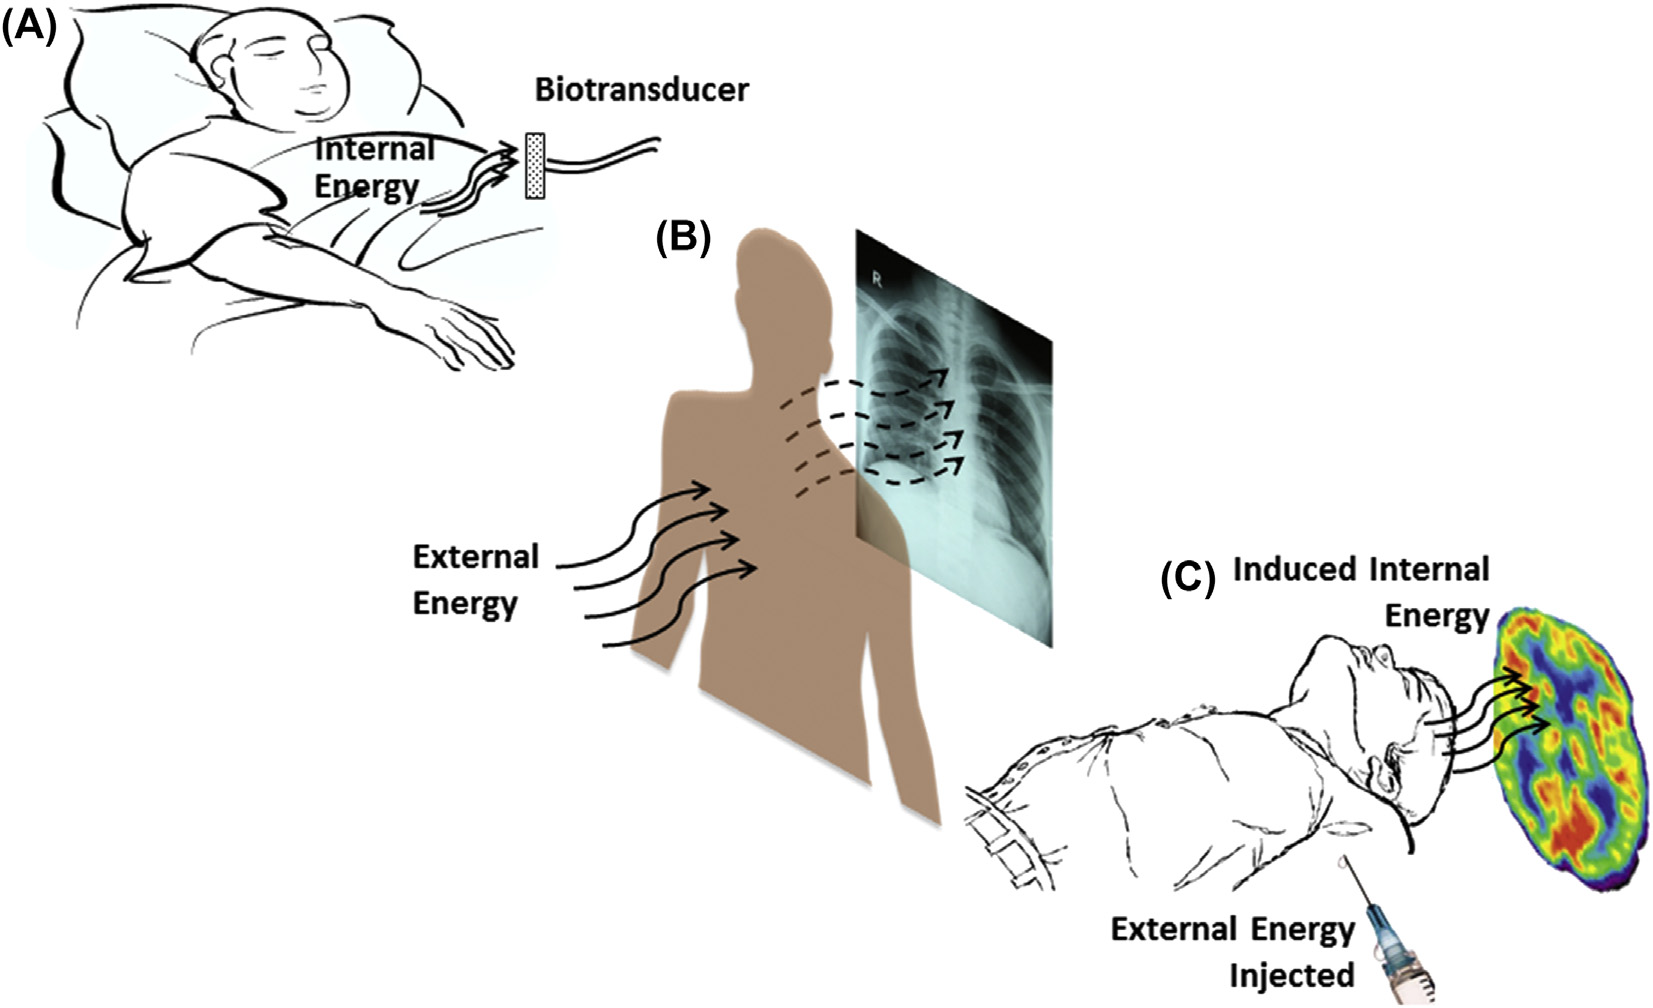 (A)
Biotransducer
Internal
Energy
(B)
R
External
Energy
(C)
Induced Internal
Energy
External Energy
Injected